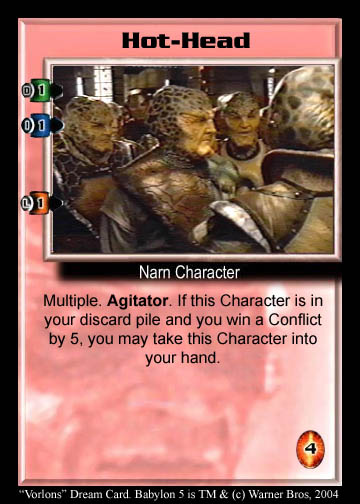 Hot-Head
D 1
D 1
L 1
Narn Character
Multiple. Agitator. If this Character is in
your discard pile and you win a Conflict
by 5, you may take this Character into
your hand.
4
“Vorlons” Dream Card. Babylon 5 is TM & (c) Warner Bros, 2004